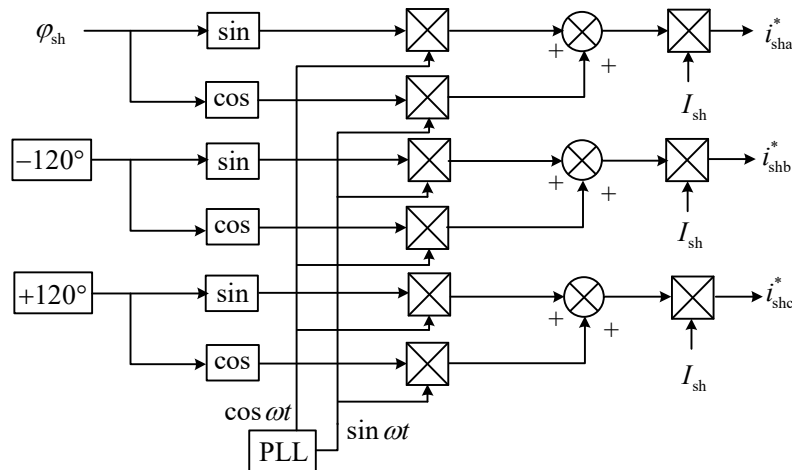 φsh sin + + i*sha
cos Ish
−120° sin + + i*shb
cos Ish
+120° sin + + i*shc
cos Ish
cos ωt sin ωt
PLL